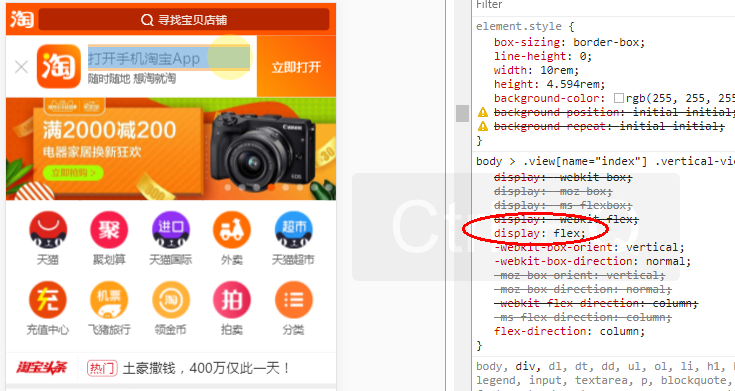 淘
寻找宝贝店铺
淘
打开手机淘宝App
随时随地 想淘就淘
立即打开
满2000减200
电器家居换新狂欢
立即抢购
Canon
EOS
聚
进口
超市
天猫
聚划算
天猫国际
外卖
天猫超市
充
机票
淘
拍
充值中心
飞猪旅行
领金币
拍卖
分类
淘宝头条
热门
土豪撒钱，400万仅此一天！
Filter
element.style {
box-sizing: border-box;
line-height: 0;
width: 10rem;
height: 4.594rem;
background-color: rgb(255, 255, 255
background-position: initial initial;
background-repeat: initial initial;
}
body > .view[name="index"] .vertical-vie
display: -webkit-box;
display: -moz-box;
display: -ms-flexbox;
display: -webkit-flex;
display: flex;
-webkit-box-orient: vertical;
-webkit-box-direction: normal;
-moz-box-orient: vertical;
-moz-box-direction: normal;
-webkit-flex-direction: column;
-ms-flex-direction: column;
flex-direction: column;
}
body, div, dl, dt, dd, ul, ol, li, h1,
legend, input, textarea, p, blockquote,